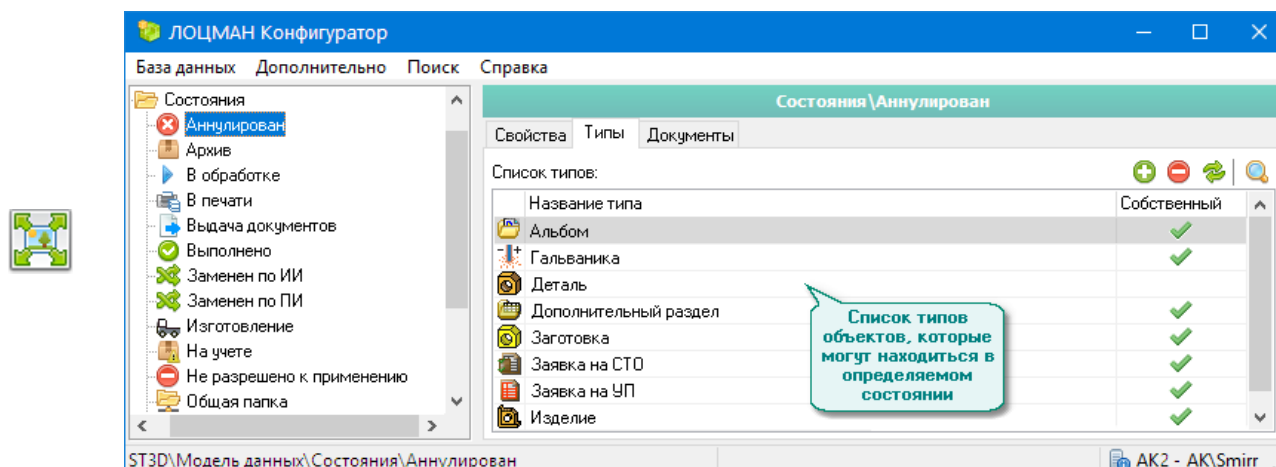 ЛОЦМАН Конфигуратор
База данных Дополнительно Поиск Справка
Состояния
Аннулирован
Архив
В обработке
В печати
Выдача документов
Выполнено
Заменен по ИИ
Заменен по ПИ
Изготовление
На учете
Не разрешено к применению
Общая папка
Состояния\Аннулирован
Свойства Типы Документы
Список типов:
Название типа Собственный
Альбом
Гальваника
Деталь
Дополнительный раздел
Заготовка
Заявка на СТО
Заявка на УП
Изделие
Список типов
объектов, которые
могут находиться в
определяемом
состоянии
ST3D\Модель данных\Состояния\Аннулирован
AK2 - AK\Smirr